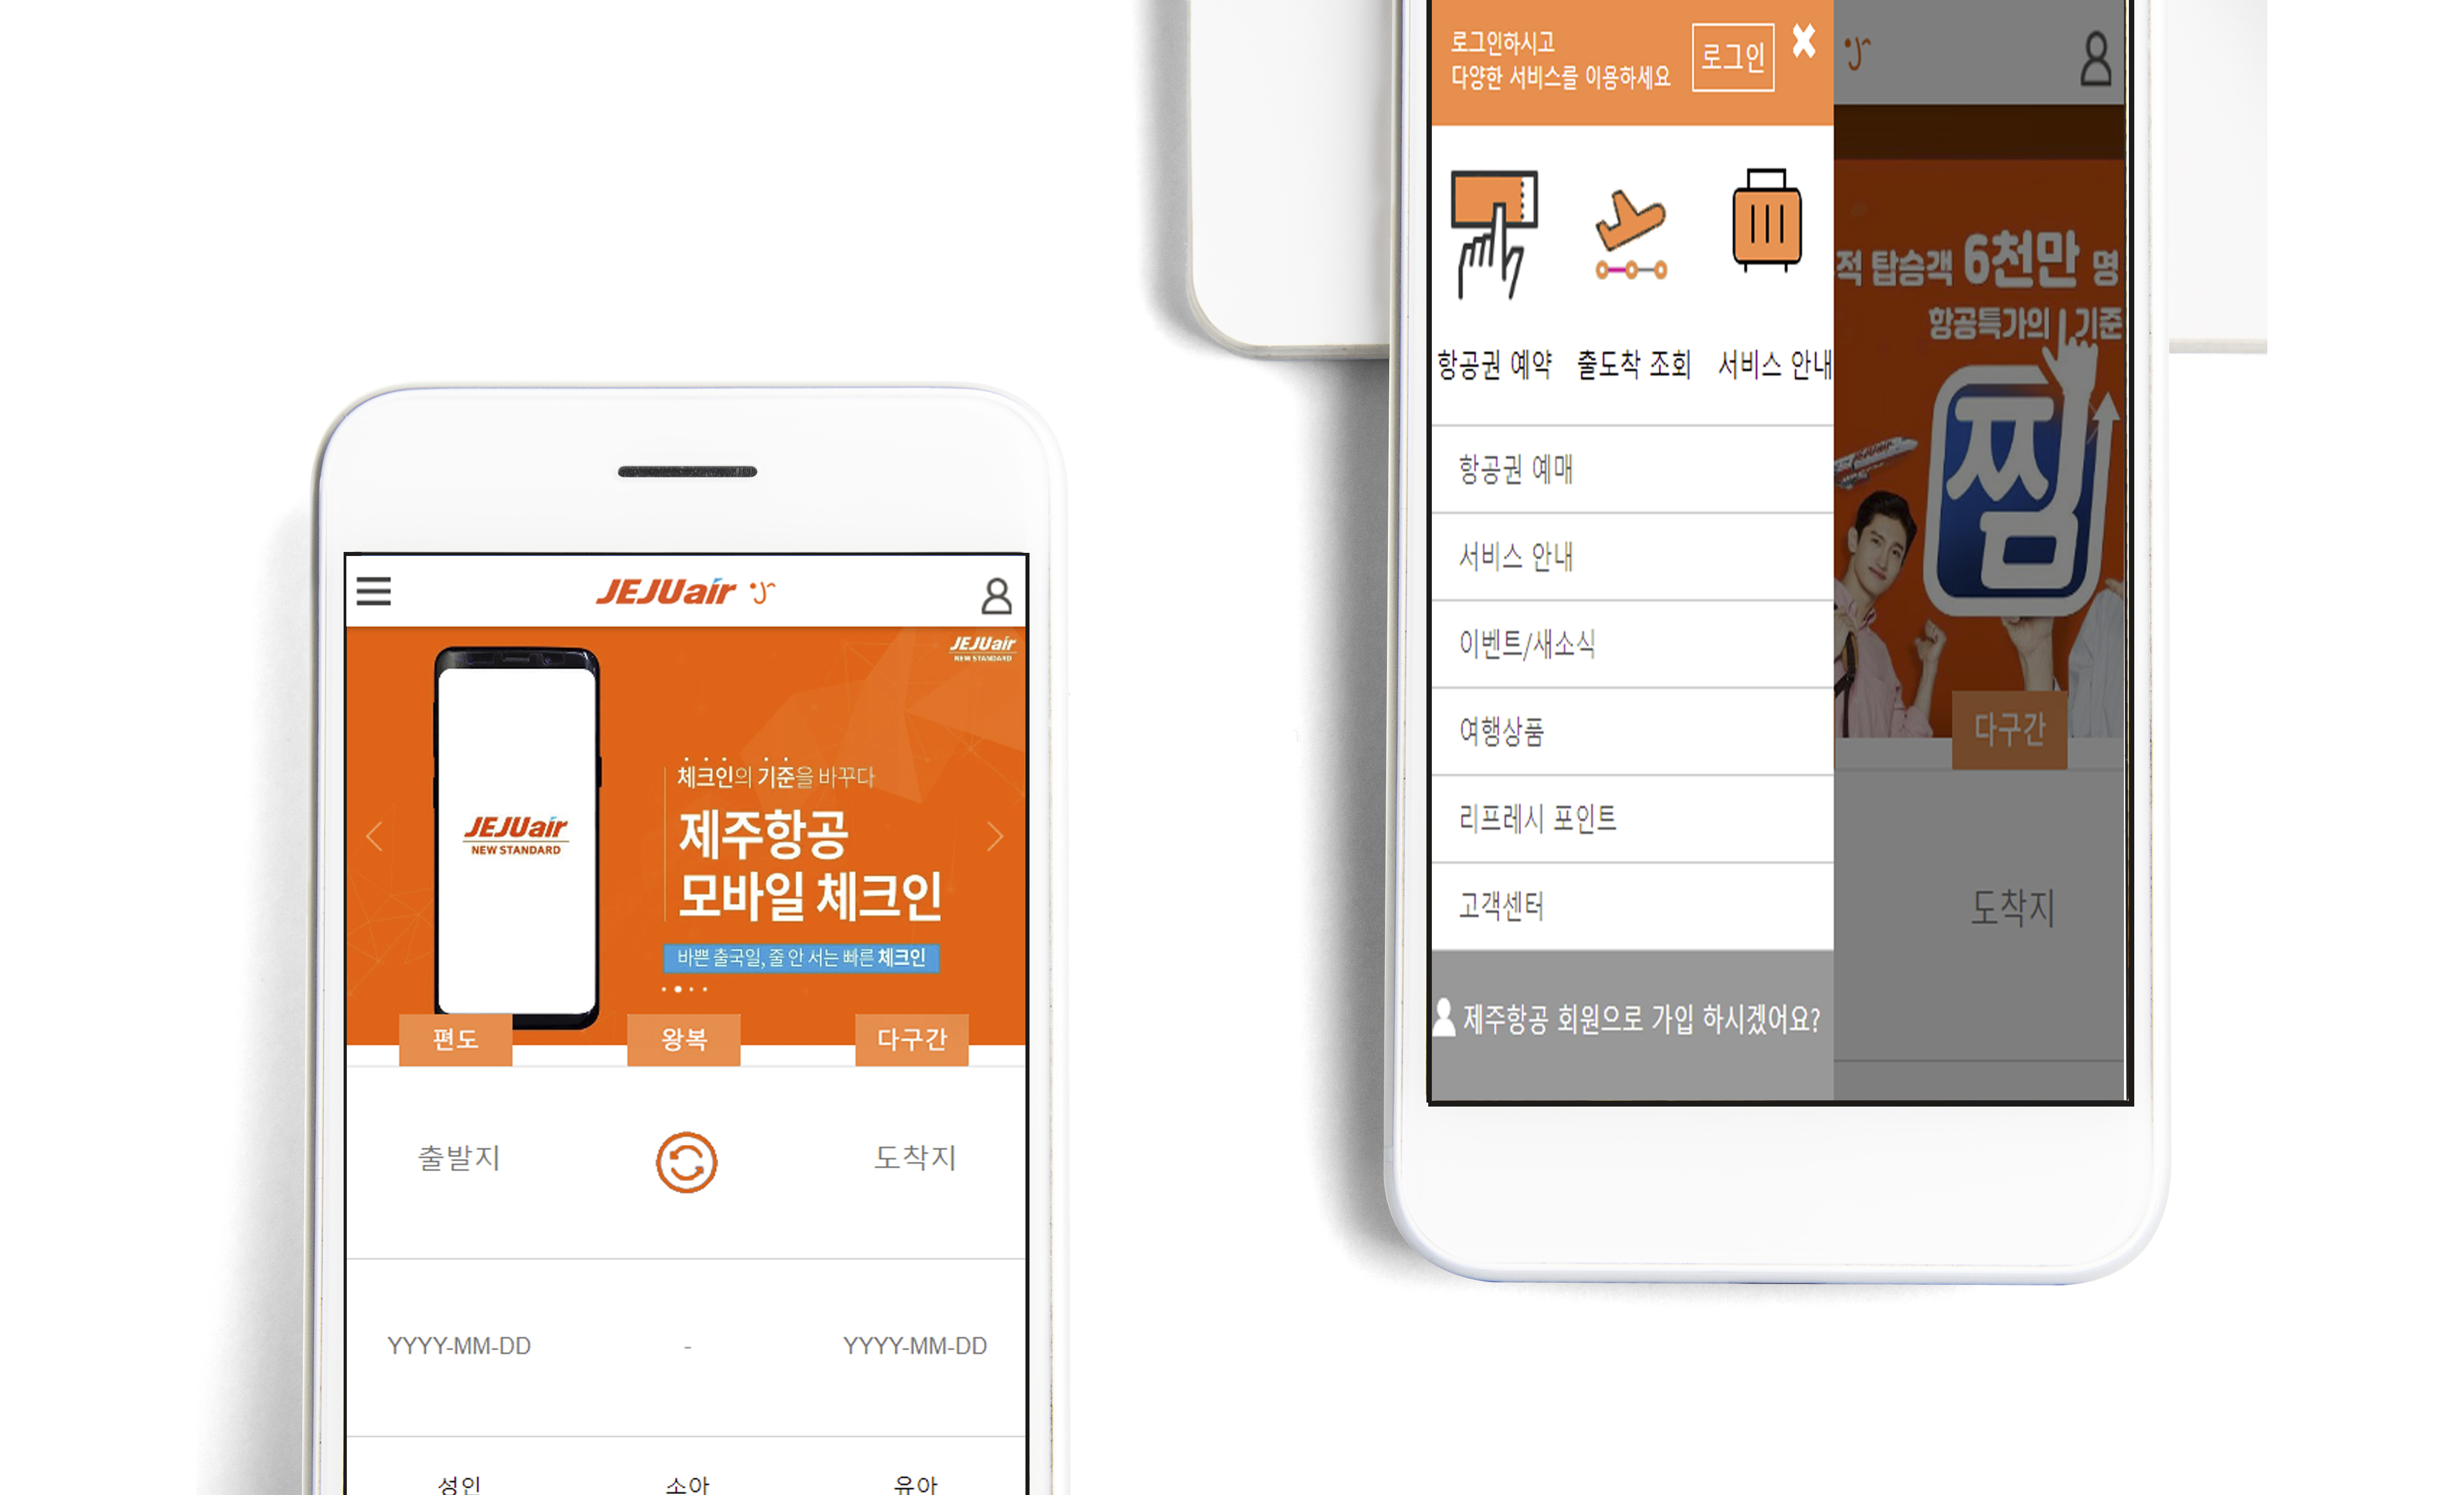 JEJUair
JEJUair
NEW STANDARD
체크인의 기준을 바꾸다
제주항공
모바일 체크인
바쁜 출국일, 줄 안 서는 빠른 체크인
JEJUair
NEW STANDARD
편도 왕복 다구간
출발지 도착지
YYYY-MM-DD - YYYY-MM-DD
성인 소아 유아
로그인하시고
다양한 서비스를 이용하세요
로그인
항공권 예약 출도착 조회 서비스 안내
항공권 예매
서비스 안내
이벤트/새소식
여행상품
리프레시 포인트
고객센터
제주항공 회원으로 가입 하시겠어요?
적 탑승객 6천만 명
항공특가의 기준
찜
다구간
도착지